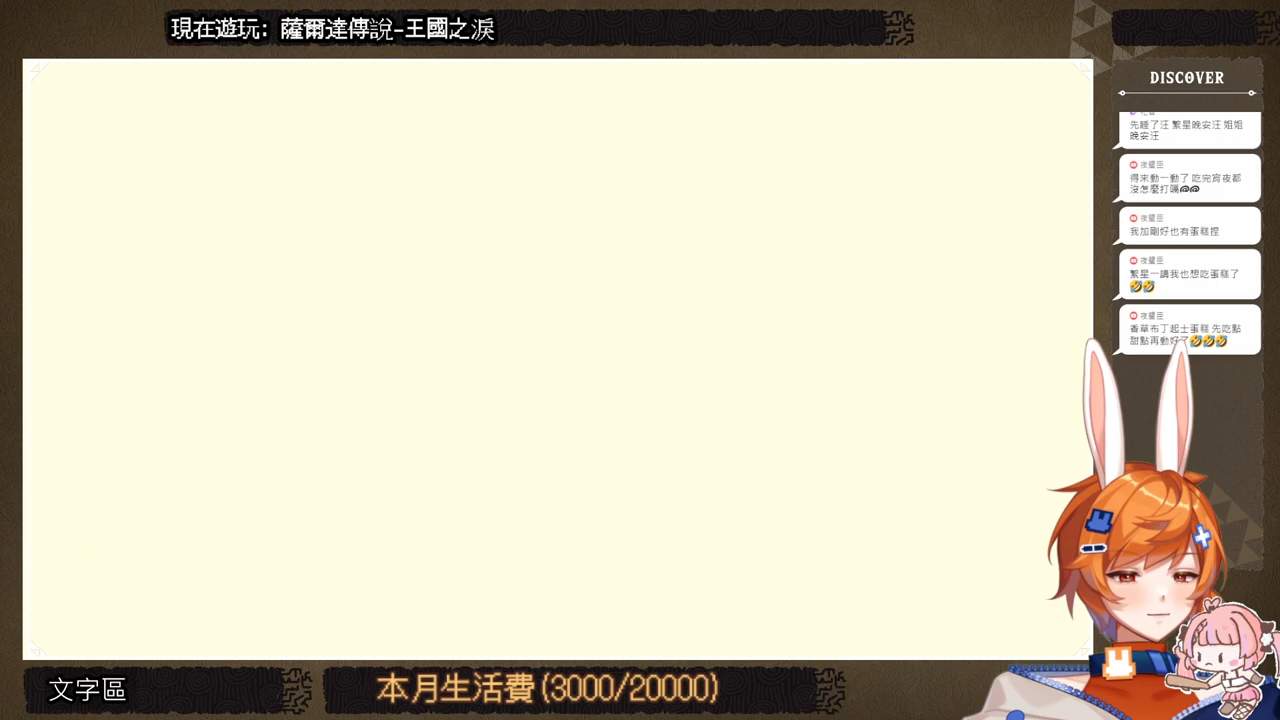 現在遊玩: 薩爾達傳說-王國之淚
DISCOVER
先睡了汪 繁星晚安汪 姐姐
晚安汪
夜蘭臣
得來動一動了 吃完宵夜都
沒怎麼打嗝@@
我加剛好也有蛋糕捏
繁星一講我也想吃蛋糕了
🤣🤣
香草布丁起士蛋糕 先吃點
甜點再動好了🤣🤣🤣
文字區
本月生活費(3000/20000)